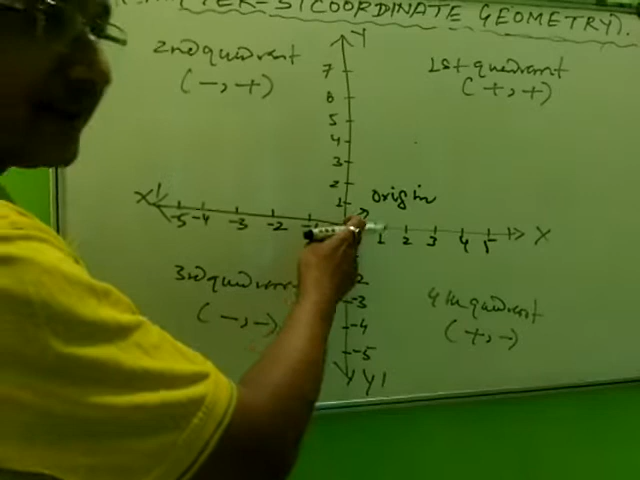 COORDINATE GEOMETRY).
2nd quadrant
(-,+)
1st quadrant
(+,+)
Y
7
6
5
4
3
2
1
origin
X'
-5 -4 -3 -2
1 2 3 4 5
X
3rd quadrant
(-,-)
4th quadrant
(+,-)
-3
-4
-5
Y'